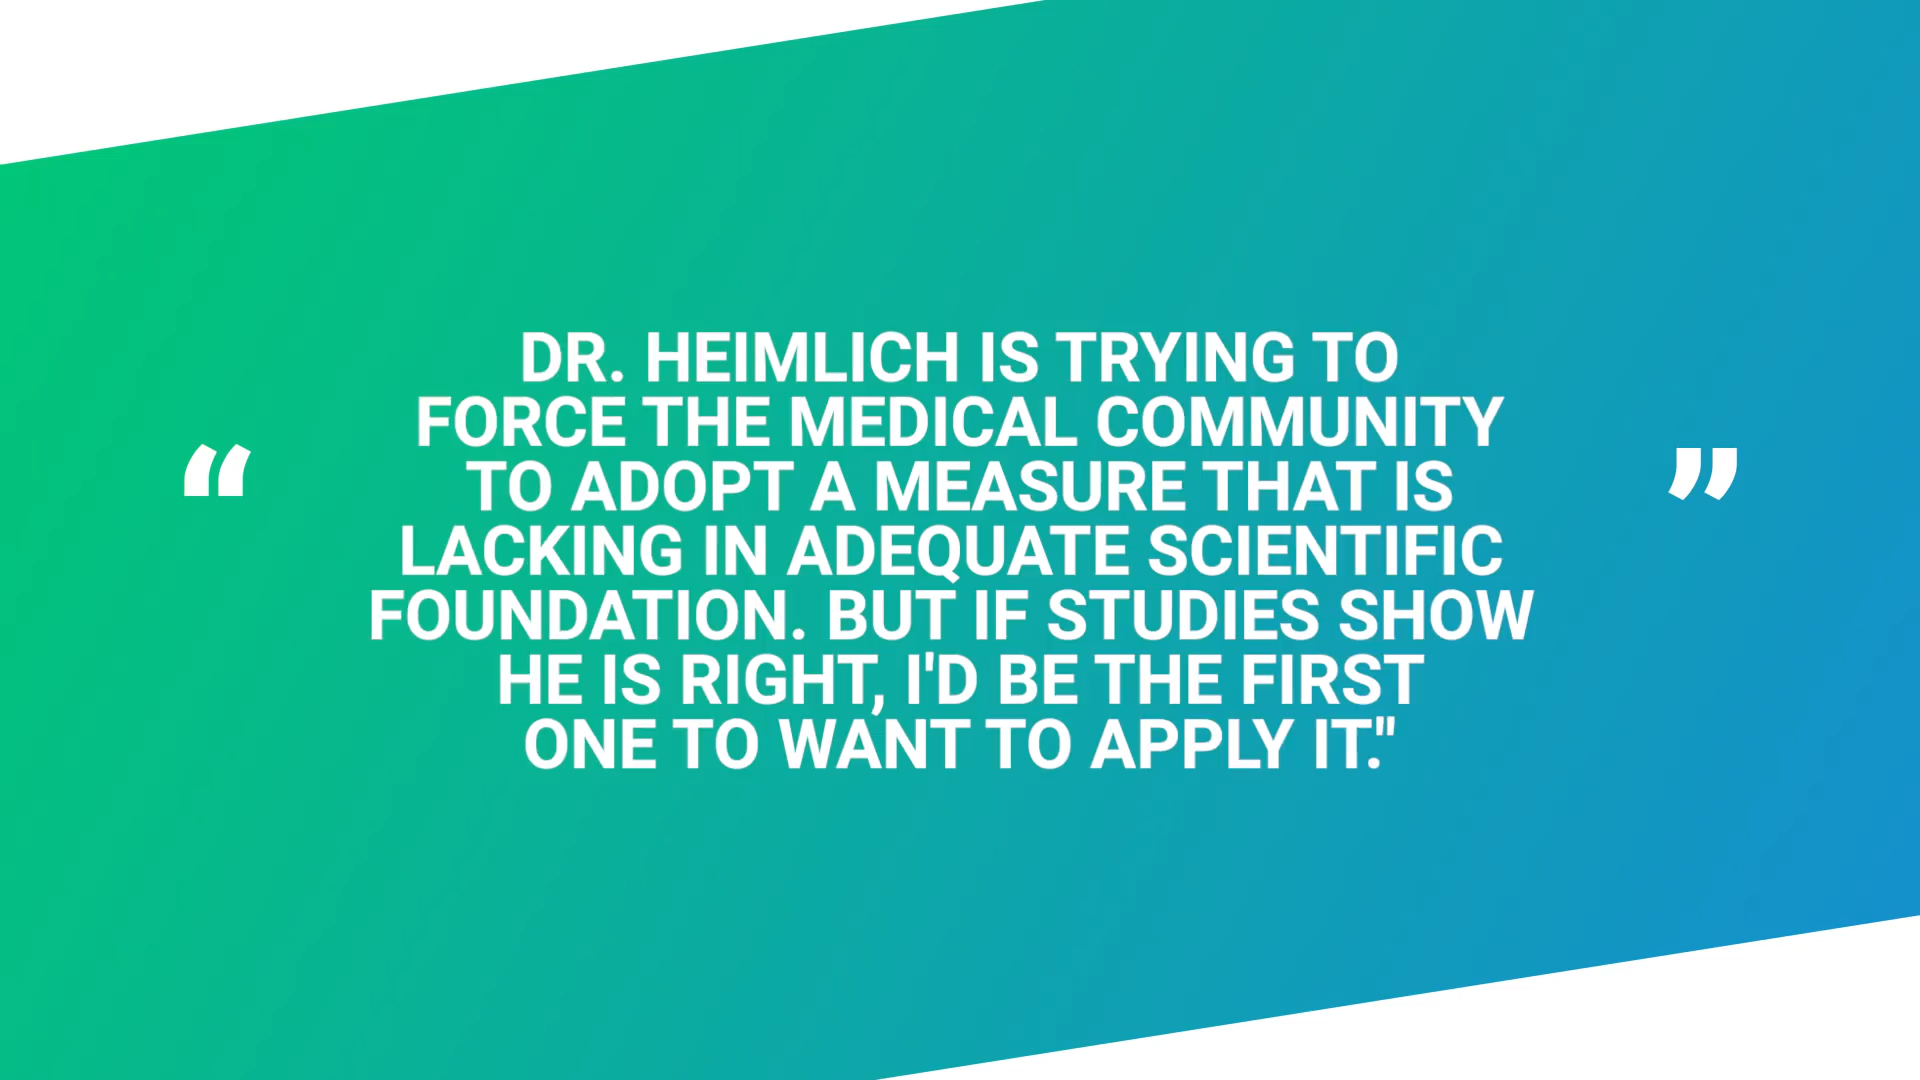 DR. HEIMLICH IS TRYING TO
FORCE THE MEDICAL COMMUNITY
“ TO ADOPT A MEASURE THAT IS ”
LACKING IN ADEQUATE SCIENTIFIC
FOUNDATION. BUT IF STUDIES SHOW
HE IS RIGHT, I'D BE THE FIRST
ONE TO WANT TO APPLY IT."